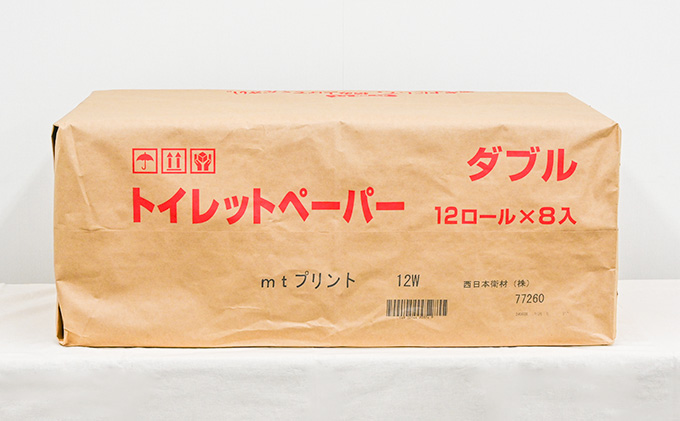 ダブル
トイレットペーパー 12ロール×8入
mtプリント 12W 西日本衛材(株)
77260